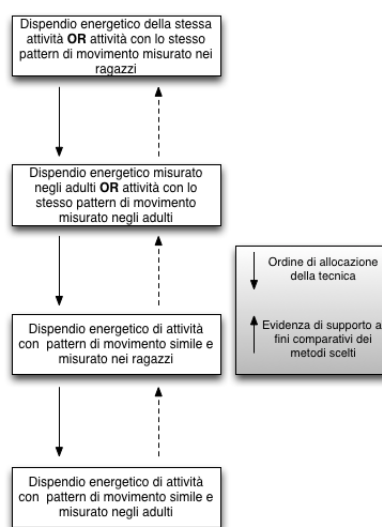 Dispendio energetico della stessa
attività OR attività con lo stesso
pattern di movimento misurato nei
ragazzi
Dispendio energetico misurato
negli adulti OR attività con lo
stesso pattern di movimento
misurato negli adulti
Ordine di allocazione
della tecnica
Evidenza di supporto a
fini comparativi dei
metodi scelti
Dispendio energetico di attività
con pattern di movimento simile e
misurato nei ragazzi
Dispendio energetico di attività
con pattern di movimento simile e
misurato negli adulti